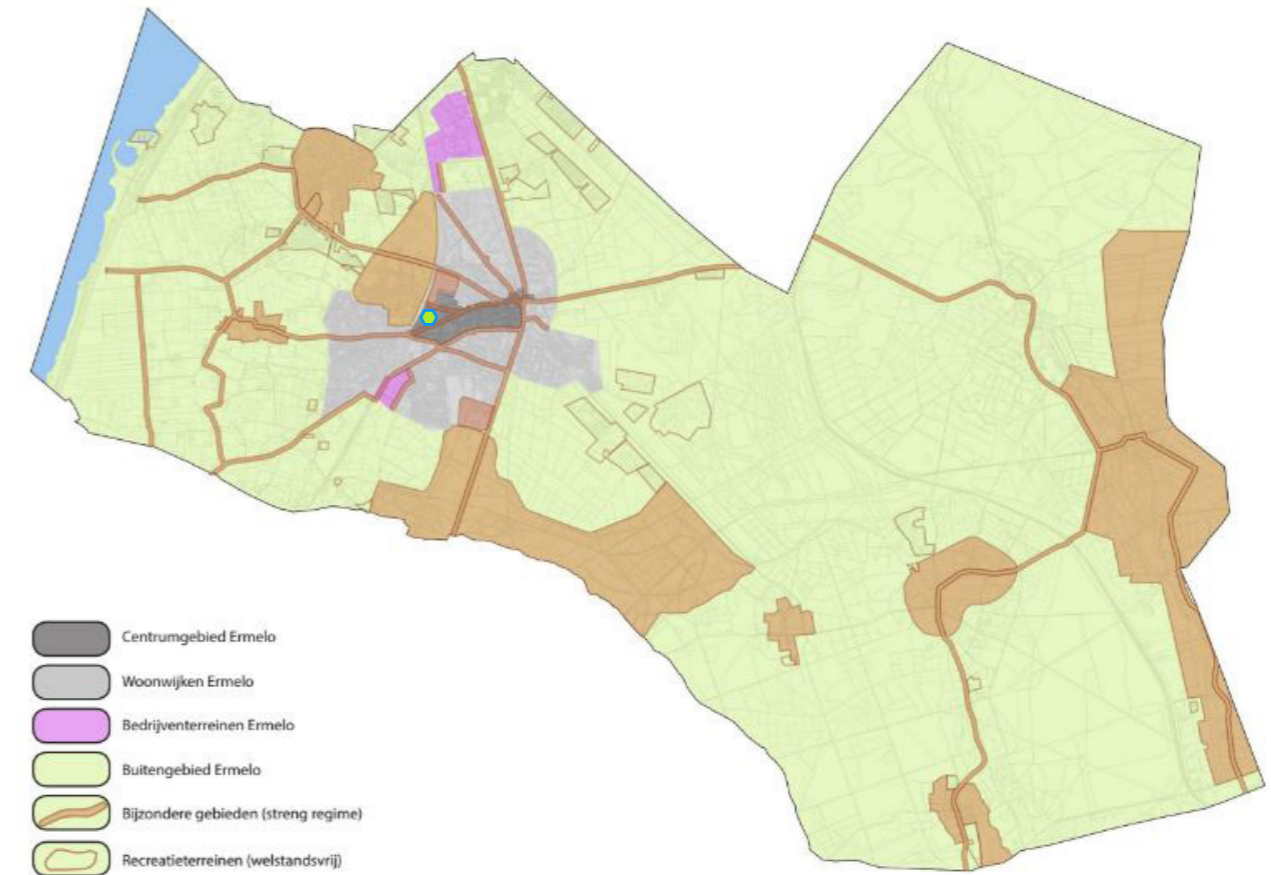 Centrumgebied Ermelo
Woonwijken Ermelo
Bedrijventerreinen Ermelo
Buitengebied Ermelo
Bijzondere gebieden (streng regime)
Recreatieterreinen (welstandsvrij)